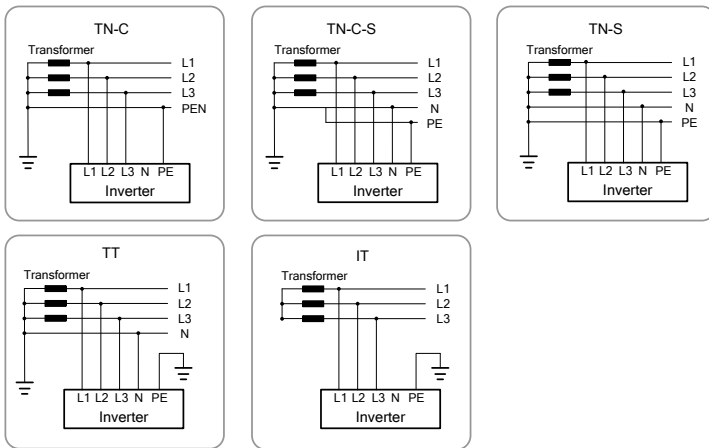 TN-C
Transformer
L1
L2
L3
PEN
L1 L2 L3 N PE
Inverter
TN-C-S
Transformer
L1
L2
L3
N
PE
L1 L2 L3 N PE
Inverter
TN-S
Transformer
L1
L2
L3
N
PE
L1 L2 L3 N PE
Inverter
TT
Transformer
L1
L2
L3
N
L1 L2 L3 N PE
Inverter
IT
Transformer
L1
L2
L3
L1 L2 L3 N PE
Inverter